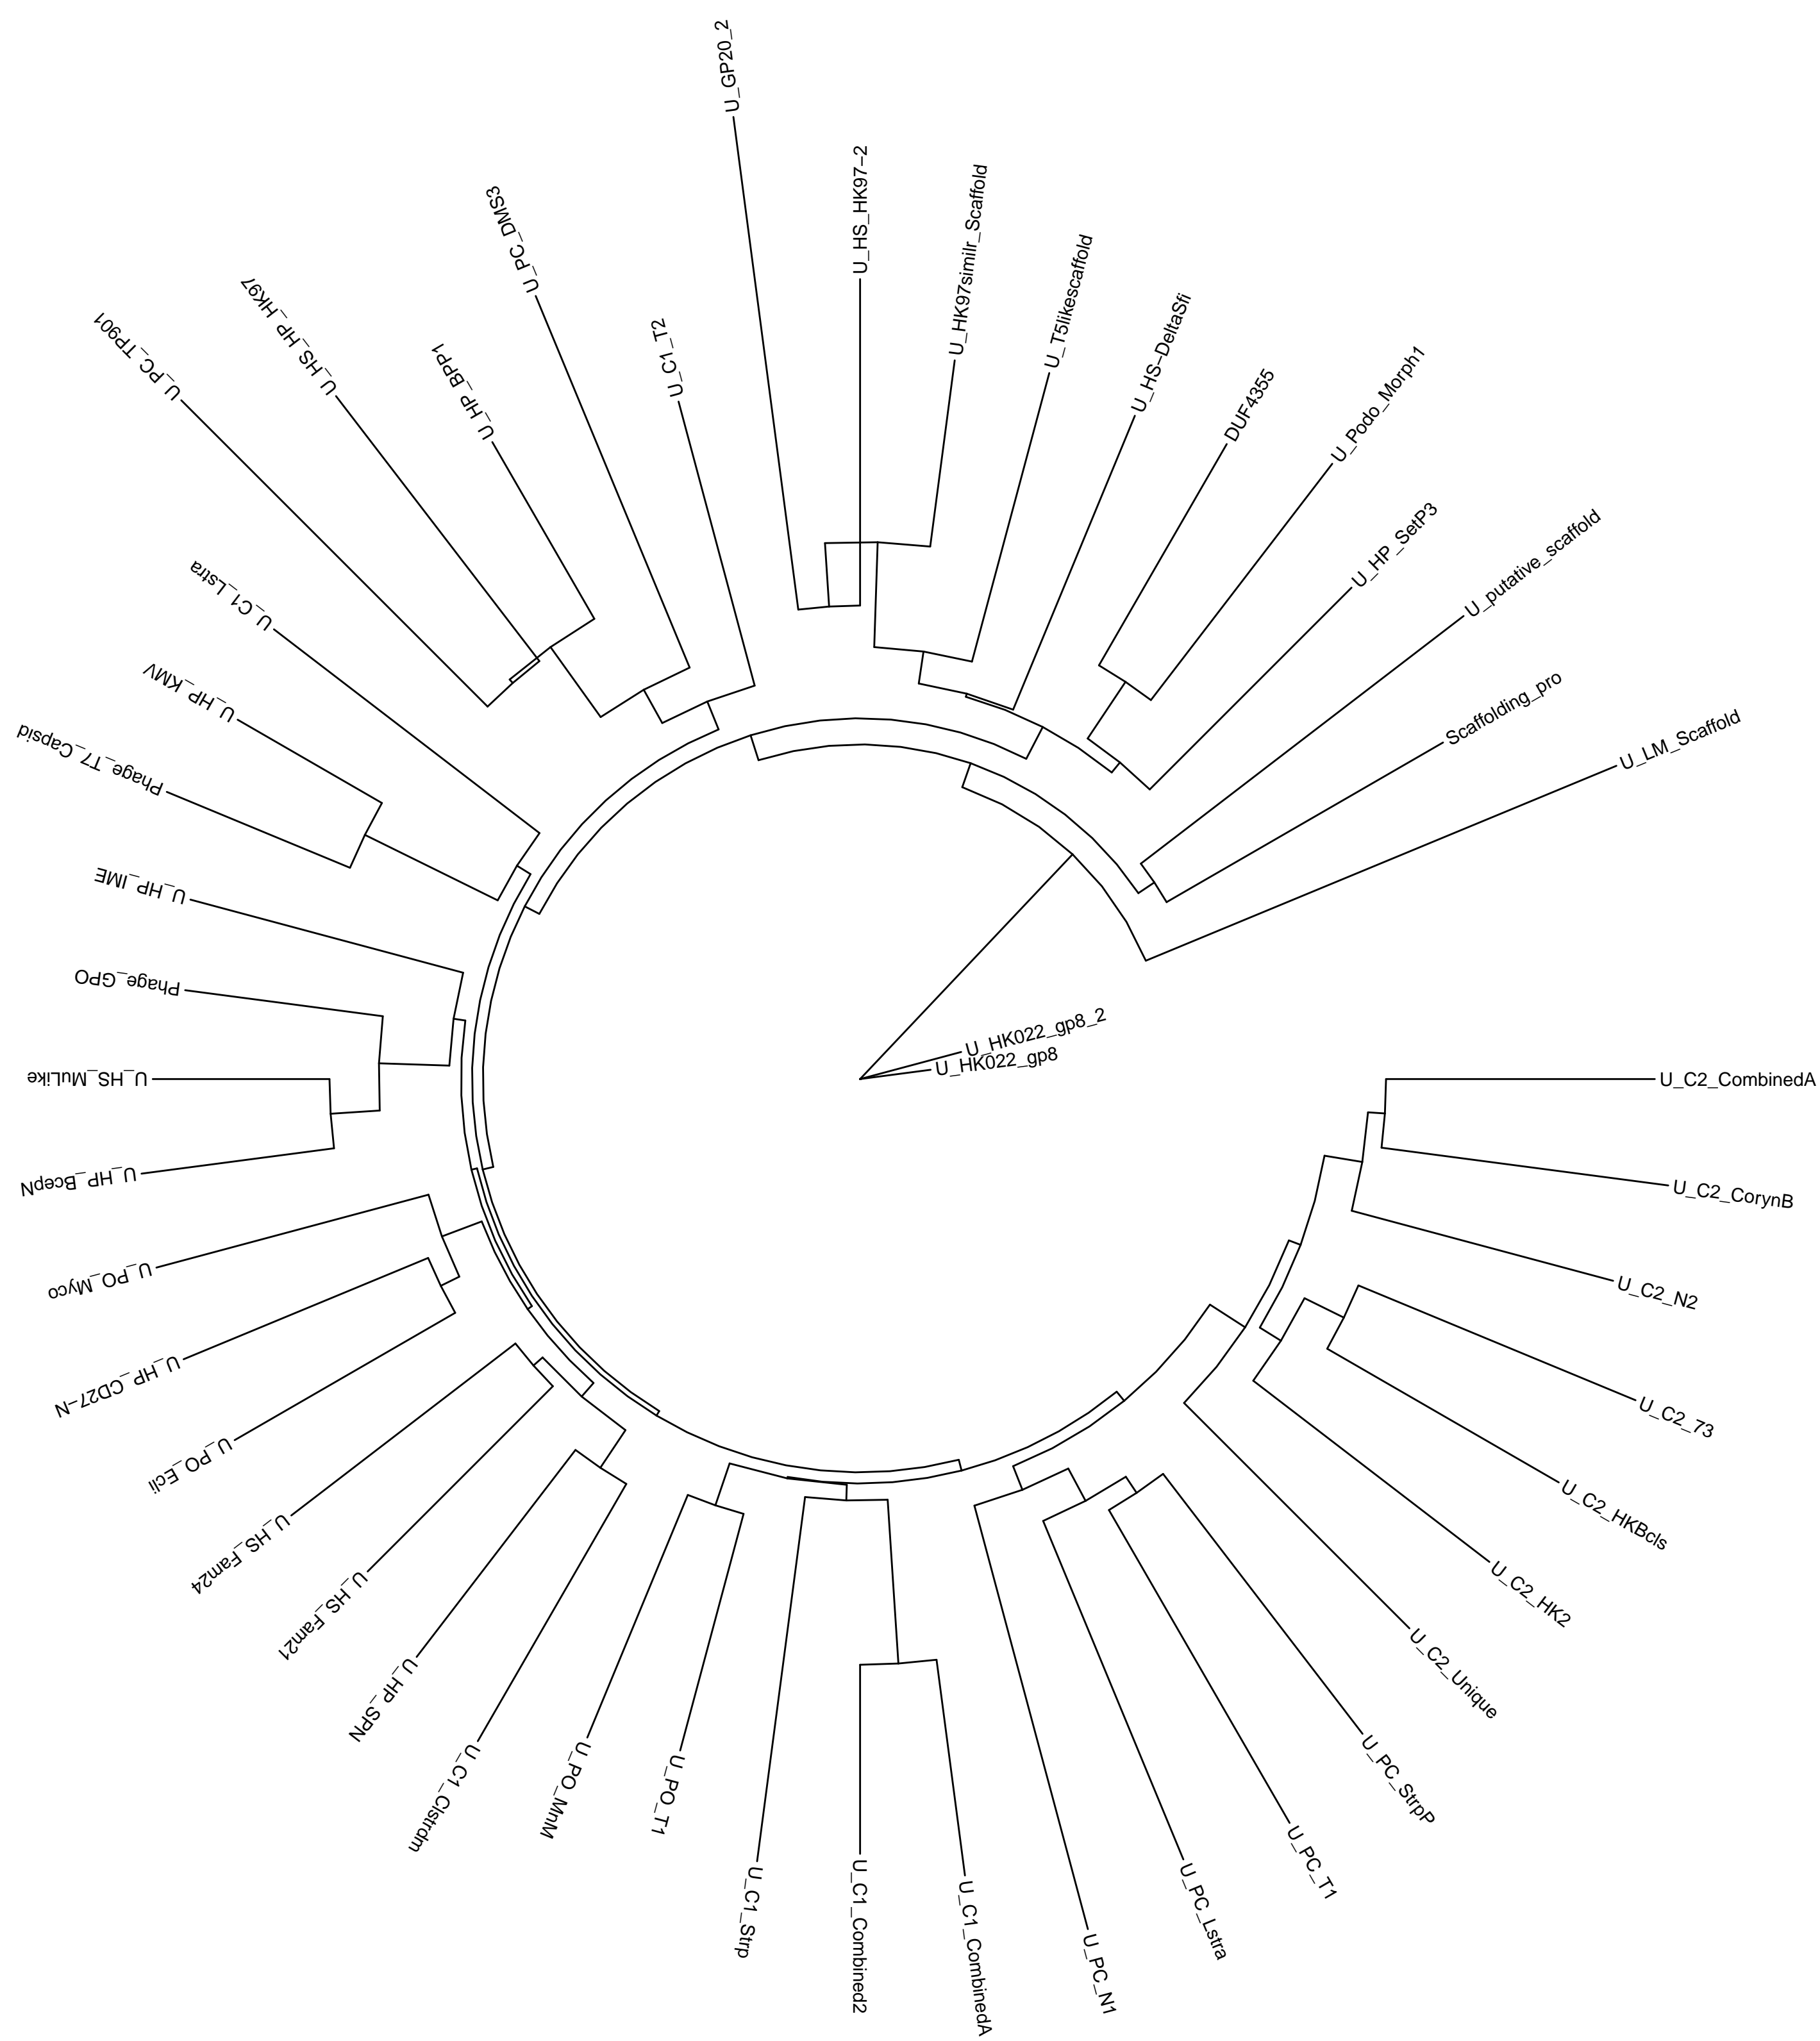 U_GP20_2
U_HS_HK97−2
U_HK97similr_Scaffold
U_T5likescaffold
U_HS−DeltaSfi
DUF4355
U_Podo_Morph1
U_HP_SetP3
U_putative_scaffold
Scaffolding_pro
U_LM_Scaffold
U_HK022_gp8_2
U_HK022_gp8
U_C2_CombinedA
U_C2_CorynB
U_C2_N2
U_C2_73
U_C2_HKBcls
U_C2_HK2
U_C2_Unique
U_PC_StrpP
U_PC_T1
U_PC_Lstra
U_PC_N1
U_C1_CombinedA
U_C1_Combined2
U_C1_Strp
U_PO_T1
U_PO_MnM
U_C1_Clstrdm
U_HP_SPN
U_HS_Fam21
U_HS_Fam24
U_PO_Ecli
U_HP_CD27−N
U_PO_Myco
U_HP_BcepN
U_HS_MuLike
Phage_GPO
U_HP_IME
Phage_T7_Capsid
U_HP_KMV
U_C1_Lstra
U_PC_TP901
U_HS_HP_HK97
U_HP_BPP1
U_PC_DMS3
U_C1_T2